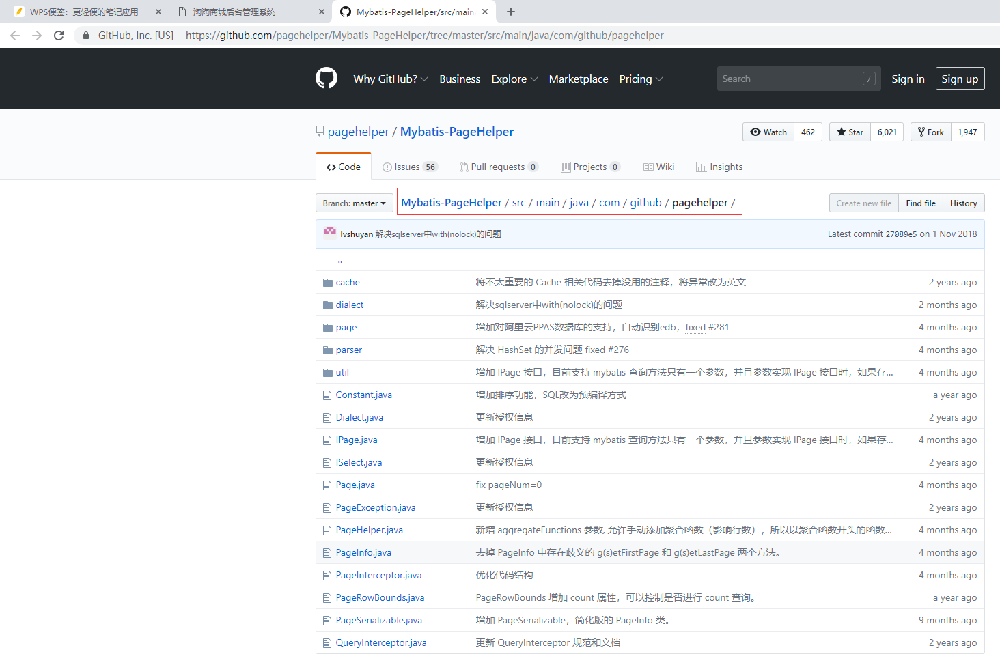 WPS便签：更轻便的笔记应用
淘淘商城后台管理系统
Mybatis-PageHelper/src/main
GitHub, Inc. [US]
https://github.com/pagehelper/Mybatis-PageHelper/tree/master/src/main/java/com/github/pagehelper
Why GitHub? Business Explore Marketplace Pricing Search / Sign in Sign up
pagehelper / Mybatis-PageHelper Watch 462 Star 6,021 Fork 1,947
Code Issues 56 Pull requests 0 Projects 0 Wiki Insights
Branch: master Mybatis-PageHelper / src / main / java / com / github / pagehelper / Create new file Find file History
lvshuyan 解决sqlserver中with(nolock)的问题 Latest commit 27089e5 on 1 Nov 2018
..
cache 将不太重要的 Cache 相关代码去掉没用的注释，将异常改为英文 2 years ago
dialect 解决sqlserver中with(nolock)的问题 2 months ago
page 增加对阿里云PPAS数据库的支持，自动识别edb，fixed #281 4 months ago
parser 解决 HashSet 的并发问题 fixed #276 4 months ago
util 增加 IPage 接口，目前支持 mybatis 查询方法只有一个参数，并且参数实现 IPage 接口时，如果存... 4 months ago
Constant.java 增加排序功能，SQL改为预编译方式 a year ago
Dialect.java 更新授权信息 2 years ago
IPage.java 增加 IPage 接口，目前支持 mybatis 查询方法只有一个参数，并且参数实现 IPage 接口时，如果存... 4 months ago
ISelect.java 更新授权信息 2 years ago
Page.java fix pageNum=0 4 months ago
PageException.java 更新授权信息 2 years ago
PageHelper.java 新增 aggregateFunctions 参数, 允许手动添加聚合函数（影响行数），所以以聚合函数开头的函数... 4 months ago
PageInfo.java 去掉 PageInfo 中存在歧义的 g(s)etFirstPage 和 g(s)etLastPage 两个方法。 4 months ago
PageInterceptor.java 优化代码结构 4 months ago
PageRowBounds.java PageRowBounds 增加 count 属性，可以控制是否进行 count 查询。 a year ago
PageSerializable.java 增加 PageSerializable，简化版的 PageInfo 类。 9 months ago
QueryInterceptor.java 更新 QueryInterceptor 规范和文档 2 years ago